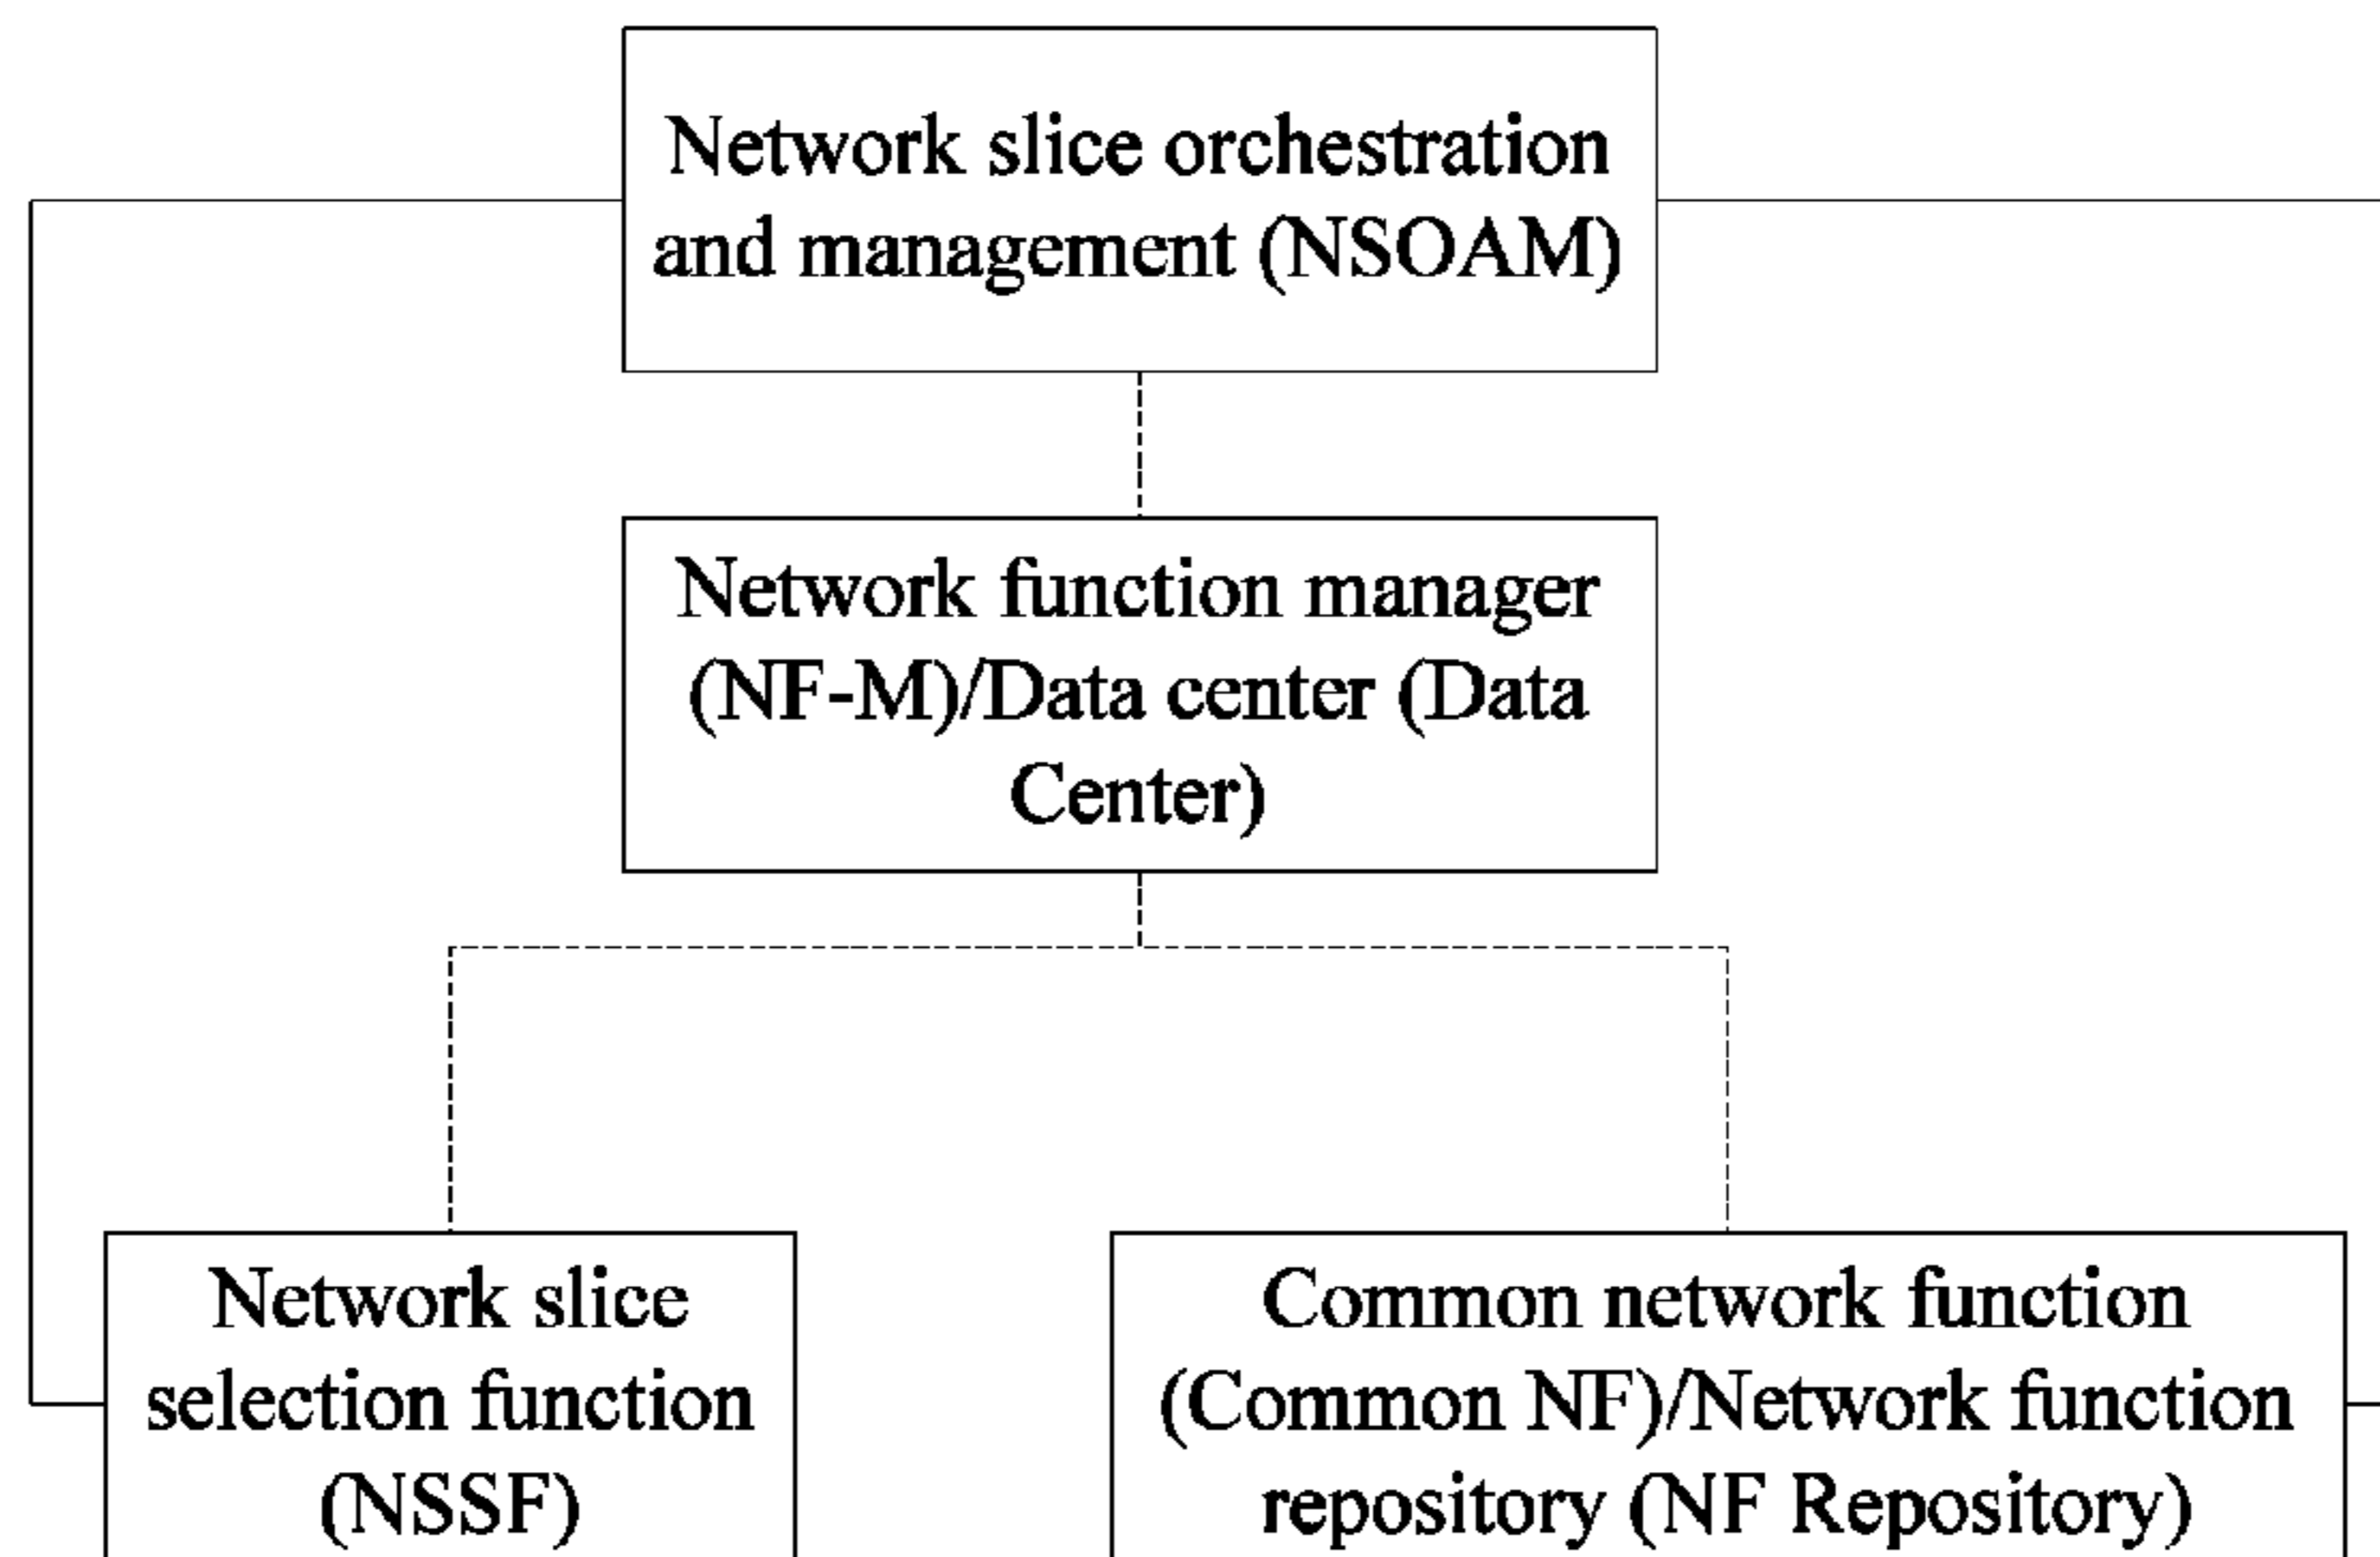 Network slice orchestration
and management (NSOAM)
Network function manager
(NF-M)/Data center (Data
Center)
Network slice
selection function
(NSSF)
Common network function
(Common NF)/Network function
repository (NF Repository)